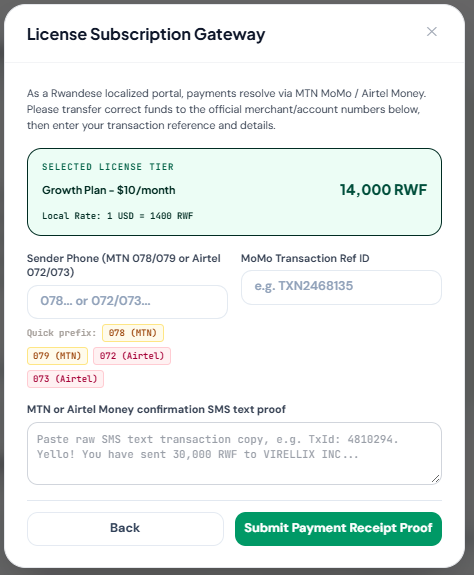 License Subscription Gateway
As a Rwandese localized portal, payments resolve via MTN MoMo / Airtel Money.
Please transfer correct funds to the official merchant/account numbers below,
then enter your transaction reference and details.
SELECTED LICENSE TIER
Growth Plan – $10/month
14,000 RWF
Local Rate: 1 USD = 1400 RWF
Sender Phone (MTN 078/079 or Airtel
072/073)
078... or 072/073...
MoMo Transaction Ref ID
e.g. TXN2468135
Quick prefix: 078 (MTN)
079 (MTN) 072 (Airtel)
073 (Airtel)
MTN or Airtel Money confirmation SMS text proof
Paste raw SMS text transaction copy, e.g. TxId: 4810294.
Yello! You have sent 30,000 RWF to VIRELLIX INC...
Back
Submit Payment Receipt Proof